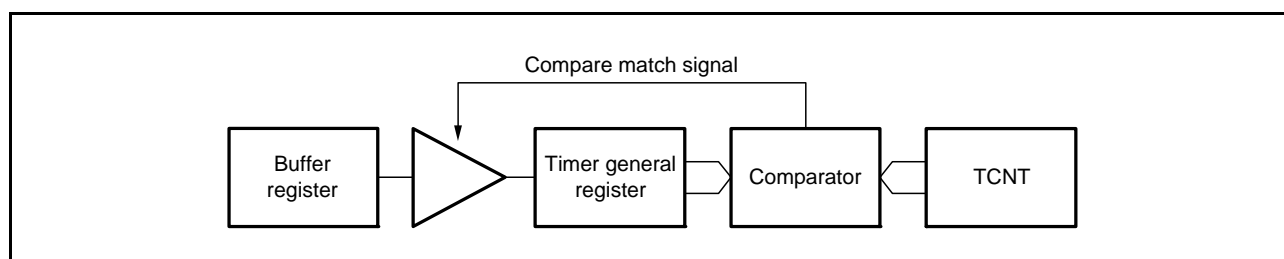 Compare match signal
Buffer
register
Timer general
register
Comparator
TCNT